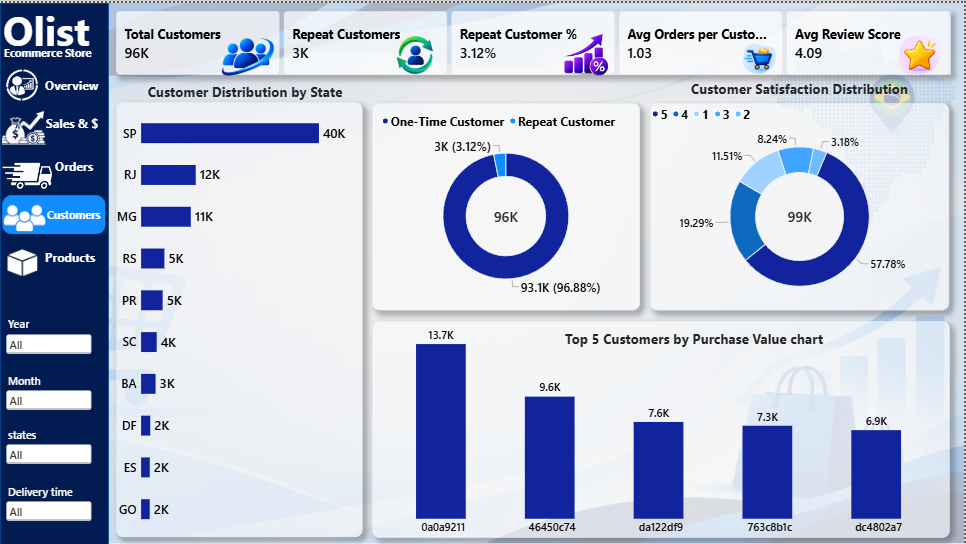 Olist
Ecommerce Store
Overview
Sales & $
Orders
Customers
Products
Year
All
Month
All
states
All
Delivery time
All
Total Customers
96K
Repeat Customers
3K
Repeat Customer %
3.12%
%
Avg Orders per Custo...
1.03
Avg Review Score
4.09
Customer Distribution by State
SP 40K
RJ 12K
MG 11K
RS 5K
PR 5K
SC 4K
BA 3K
DF 2K
ES 2K
GO 2K
One-Time Customer Repeat Customer
3K (3.12%)
96K
93.1K (96.88%)
Customer Satisfaction Distribution
5 4 1 3 2
8.24%
3.18%
11.51%
19.29%
99K
57.78%
Top 5 Customers by Purchase Value chart
13.7K
9.6K
7.6K
7.3K
6.9K
0a0a9211
46450c74
da122df9
763c8b1c
dc4802a7